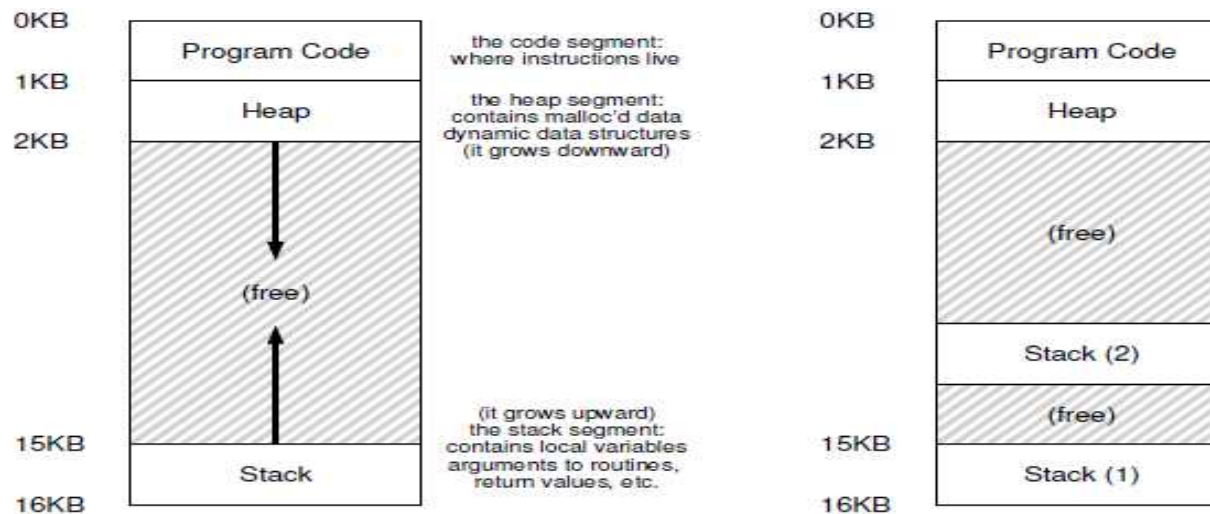 0KB
Program Code
the code segment:
where instructions live
1KB
Heap
the heap segment:
contains malloc'd data
dynamic data structures
(it grows downward)
2KB
(free)
(it grows upward)
the stack segment:
contains local variables
arguments to routines,
return values, etc.
15KB
Stack
16KB
0KB
Program Code
1KB
Heap
2KB
(free)
Stack (2)
(free)
15KB
Stack (1)
16KB